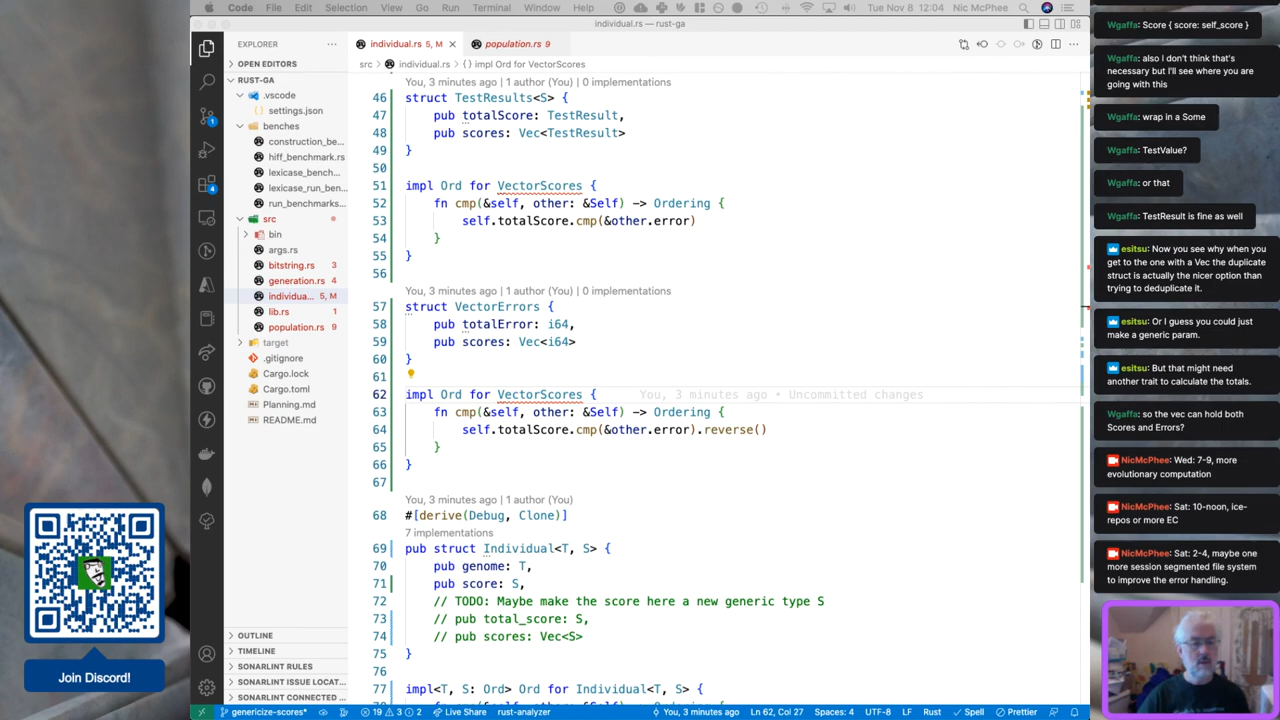 Code File Edit Selection View Go Run Terminal Window Help Tue Nov 8 12:04 Nic McPhee
individual.rs — rust-ga
EXPLORER
OPEN EDITORS
RUST-GA
.vscode
settings.json
benches
construction_be...
hiff_benchmark.rs
lexicase_bench...
lexicase_run_ben...
run_benchmarks...
src
bin
args.rs
bitstring.rs 3
generation.rs 4
individua... 5, M
lib.rs 1
population.rs 9
target
.gitignore
Cargo.lock
Cargo.toml
Planning.md
README.md
OUTLINE
TIMELINE
SONARLINT RULES
SONARLINT ISSUE LOCAT...
SONARLINT CONNECTED ...
individual.rs 5, M
population.rs 9
src > individual.rs > {} impl Ord for VectorScores
You, 3 minutes ago | 1 author (You) | 0 implementations
46 struct TestResults<S> {
47 pub totalScore: TestResult,
48 pub scores: Vec<TestResult>
49 }
50
51 impl Ord for VectorScores {
52 fn cmp(&self, other: &Self) -> Ordering {
53 self.totalScore.cmp(&other.error)
54 }
55 }
56
You, 3 minutes ago | 1 author (You) | 0 implementations
57 struct VectorErrors {
58 pub totalError: i64,
59 pub scores: Vec<i64>
60 }
61
62 impl Ord for VectorScores { You, 3 minutes ago • Uncommitted changes
63 fn cmp(&self, other: &Self) -> Ordering {
64 self.totalScore.cmp(&other.error).reverse()
65 }
66 }
67
You, 3 minutes ago | 1 author (You)
68 #[derive(Debug, Clone)]
7 implementations
69 pub struct Individual<T, S> {
70 pub genome: T,
71 pub score: S,
72 // TODO: Maybe make the score here a new generic type S
73 // pub total_score: S,
74 // pub scores: Vec<S>
75 }
76
77 impl<T, S: Ord> Ord for Individual<T, S> {
genericize-scores* 19 3 2 Live Share rust-analyzer You, 3 minutes ago Ln 62, Col 27 Spaces: 4 UTF-8 LF Rust Spell Prettier
Wgaffa: Score { score: self_score }
Wgaffa: also I don't think that's
necessary but I'll see where you are
going with this
Wgaffa: wrap in a Some
Wgaffa: TestValue?
Wgaffa: or that
Wgaffa: TestResult is fine as well
esitsu: Now you see why when you
get to the one with a Vec the duplicate
struct is actually the nicer option than
trying to deduplicate it.
esitsu: Or I guess you could just
make a generic param.
esitsu: But that might need
another trait to calculate the totals.
Wgaffa: so the vec can hold both
Scores and Errors?
NicMcPhee: Wed: 7-9, more
evolutionary computation
NicMcPhee: Sat: 10-noon, ice-
repos or more EC
NicMcPhee: Sat: 2-4, maybe one
more session segmented file system
to improve the error handling.
Join Discord!